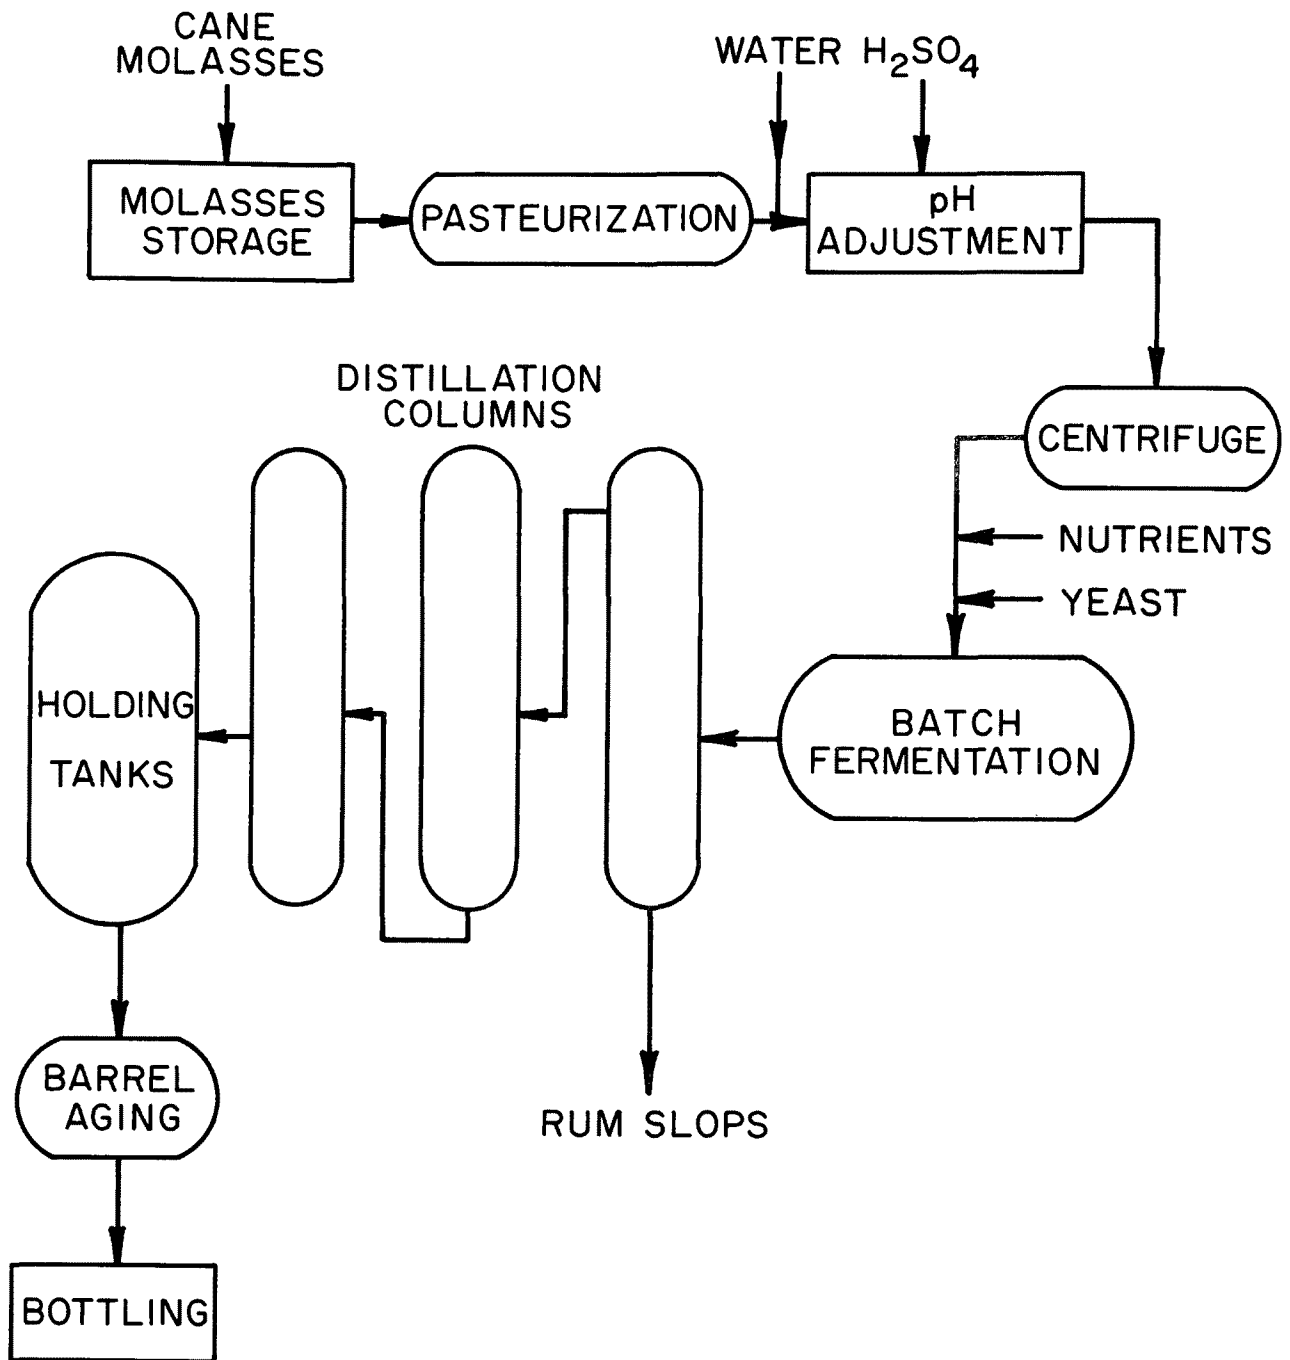 CANE
MOLASSES
WATER H₂SO₄
MOLASSES
STORAGE
PASTEURIZATION
pH
ADJUSTMENT
DISTILLATION
COLUMNS
CENTRIFUGE
NUTRIENTS
YEAST
HOLDING
TANKS
BATCH
FERMENTATION
BARREL
AGING
RUM SLOPS
BOTTLING